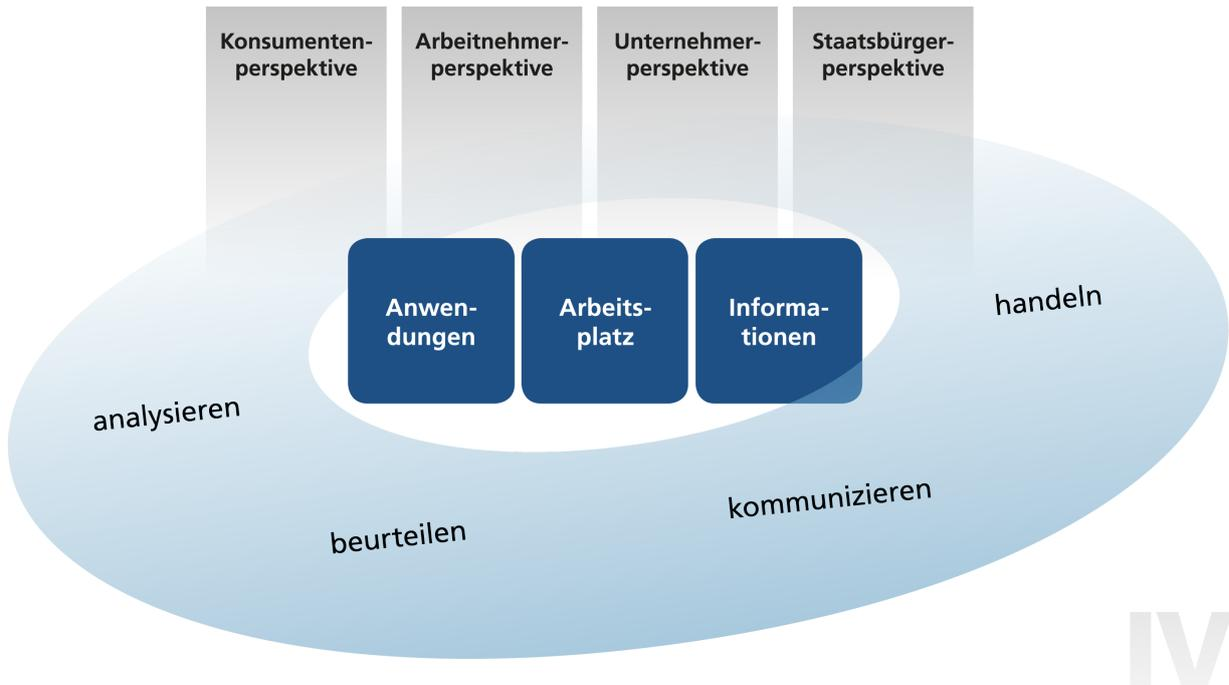 Konsumenten-
perspektive
Arbeitnehmer-
perspektive
Unternehmer-
perspektive
Staatsbürger-
perspektive
Anwen-
dungen
Arbeits-
platz
Informa-
tionen
handeln
analysieren
kommunizieren
beurteilen
IV